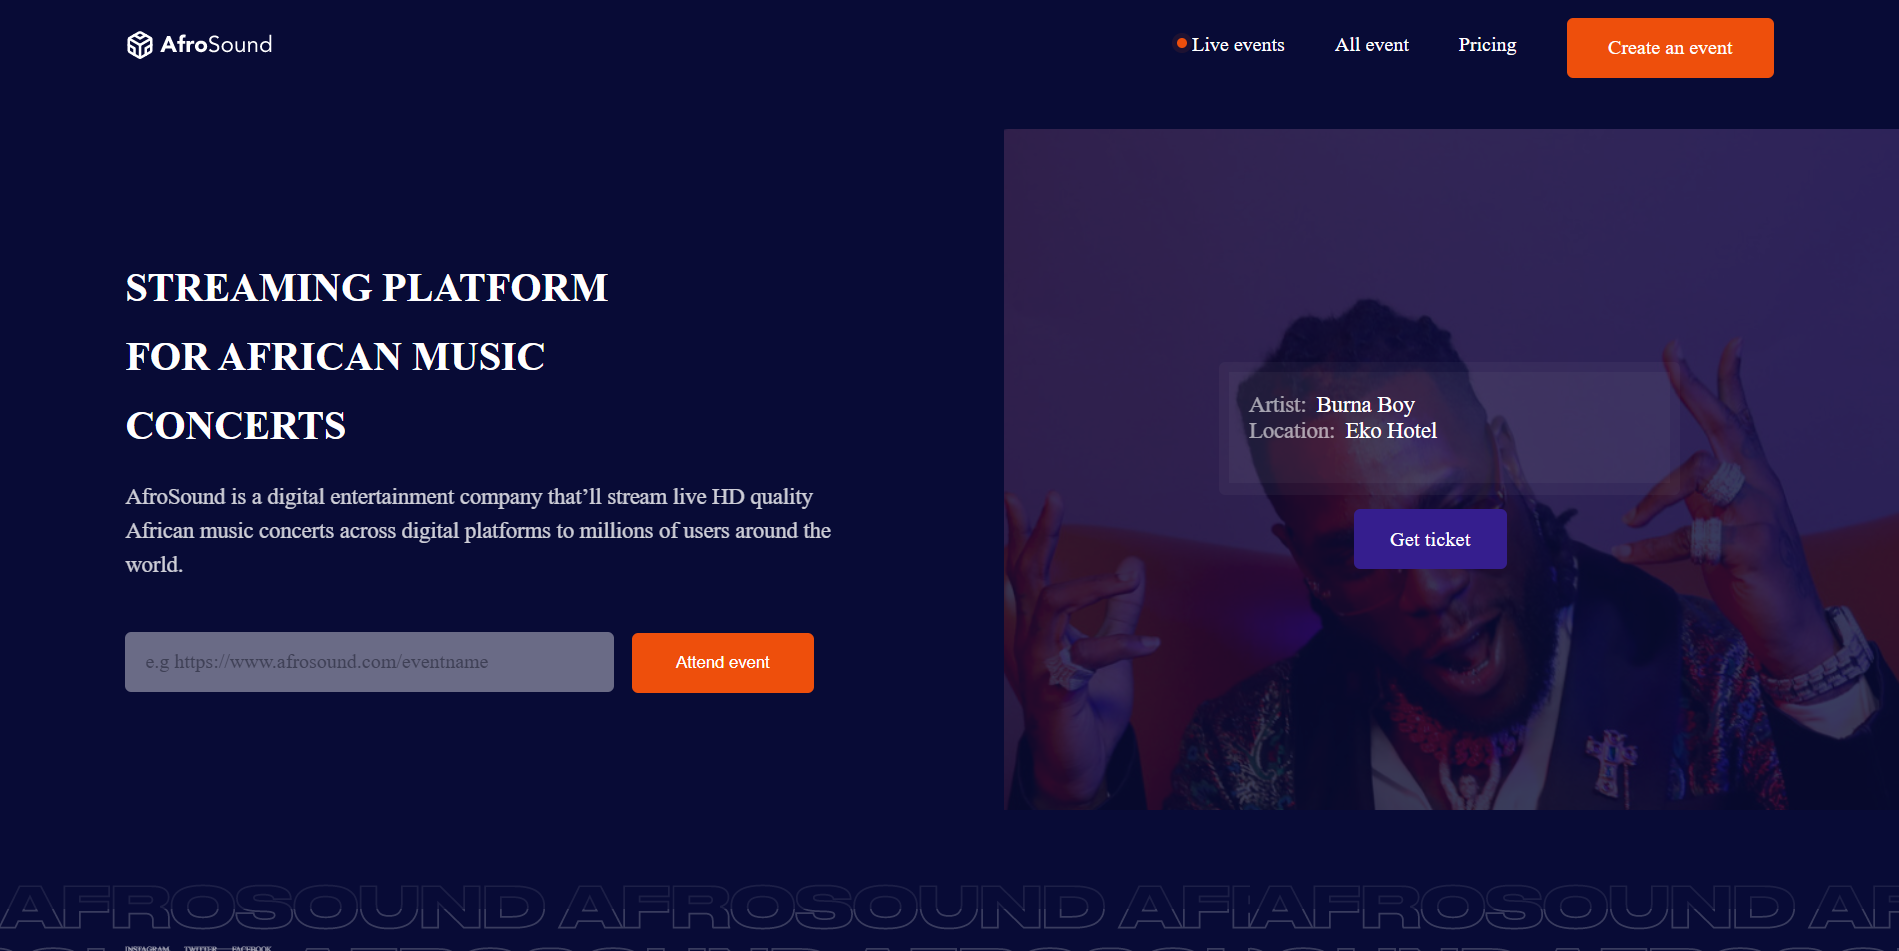 AfroSound
Live events
All event
Pricing
Create an event
STREAMING PLATFORM
FOR AFRICAN MUSIC
CONCERTS
AfroSound is a digital entertainment company that’ll stream live HD quality
African music concerts across digital platforms to millions of users around the
world.
e.g https://www.afrosound.com/eventname
Attend event
Artist: Burna Boy
Location: Eko Hotel
Get ticket
AFROSOUND AFROSOUND AFI AFROSOUND AF
INSTAGRAM TWITTER FACEBOOK